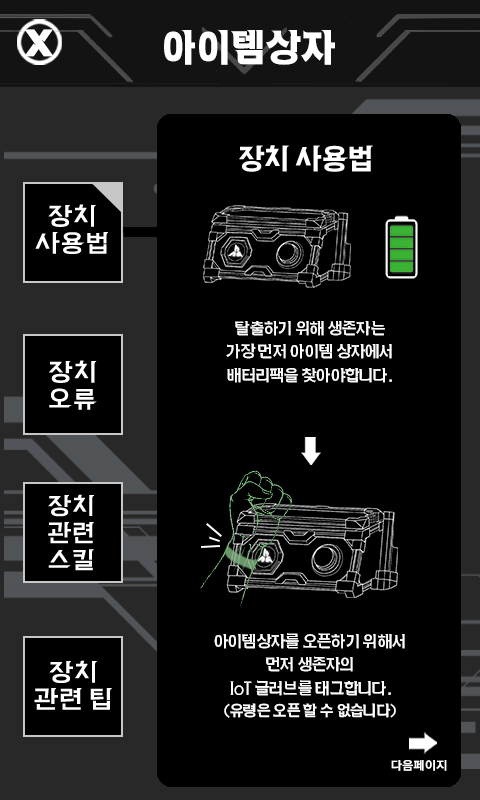 X
아이템상자
장치 사용법
장치
사용법
탈출하기 위해 생존자는
가장 먼저 아이템 상자에서
배터리팩을 찾아야합니다.
장치
오류
장치
관련
스킬
아이템상자를 오픈하기 위해서
먼저 생존자의
IoT 글러브를 태그합니다.
(유령은 오픈 할 수 없습니다)
장치
관련 팁
다음페이지